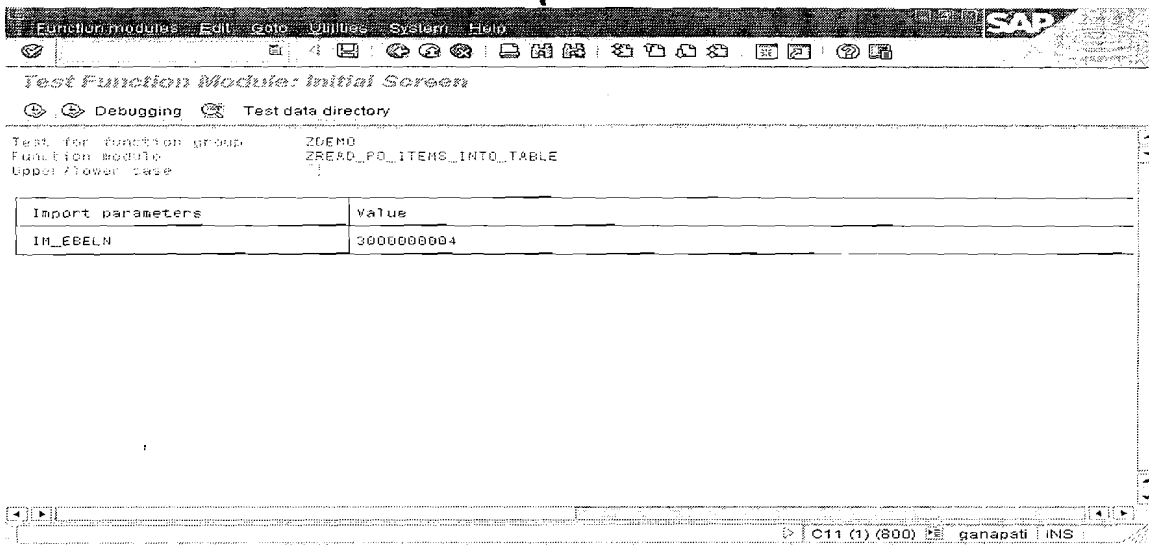 Function modules Edit Goto Utilities System Help
SAP
Test Function Module: Initial Screen
Debugging Test data directory
Test for function group ZDEMO
Function module ZREAD_PO_ITEMS_INTO_TABLE
Upper/lower case
Import parameters Value
IM_EBELN 3000000004
C11 (1) (800) ganapati INS